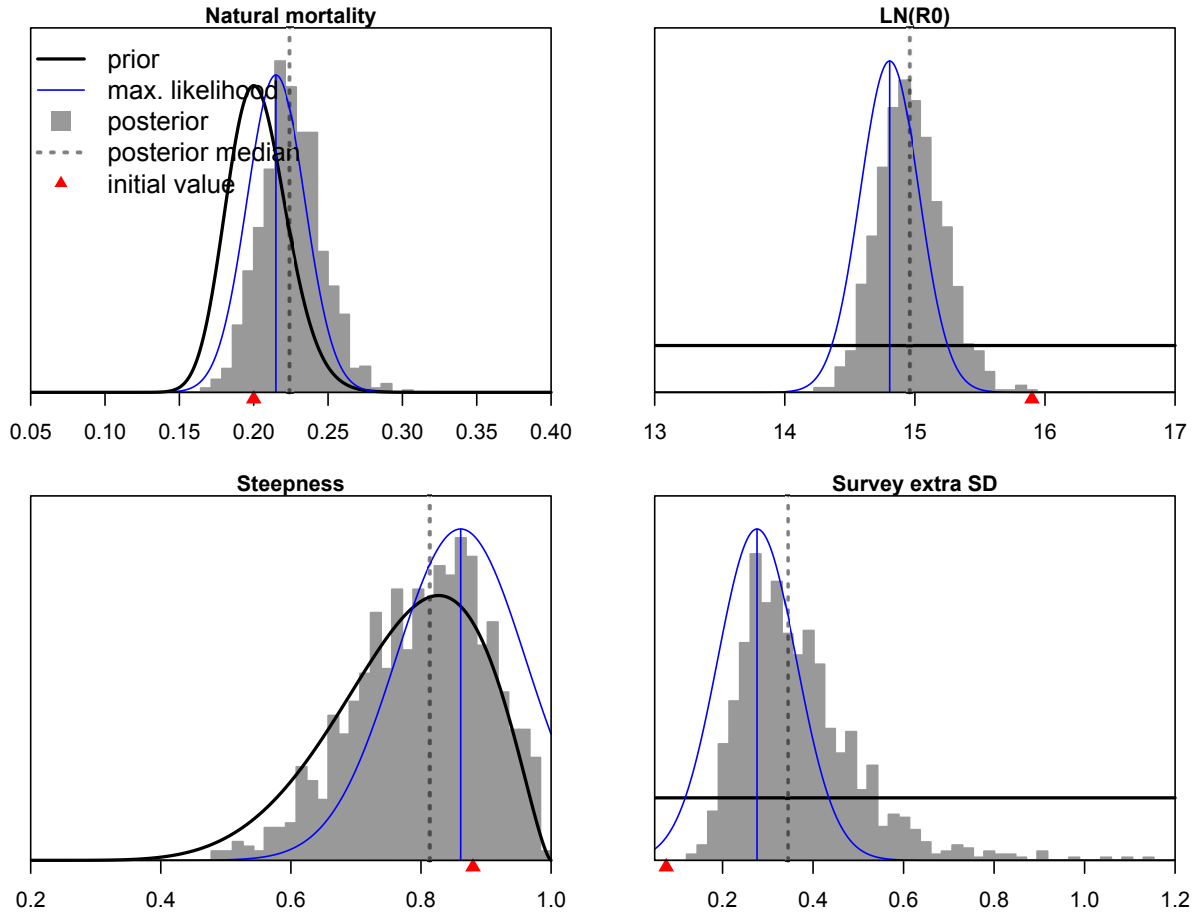 Natural mortality
prior
max. likelihood
posterior
posterior median
initial value
0.05 0.10 0.15 0.20 0.25 0.30 0.35 0.40
LN(R0)
13 14 15 16 17
Steepness
0.2 0.4 0.6 0.8 1.0
Survey extra SD
0.2 0.4 0.6 0.8 1.0 1.2